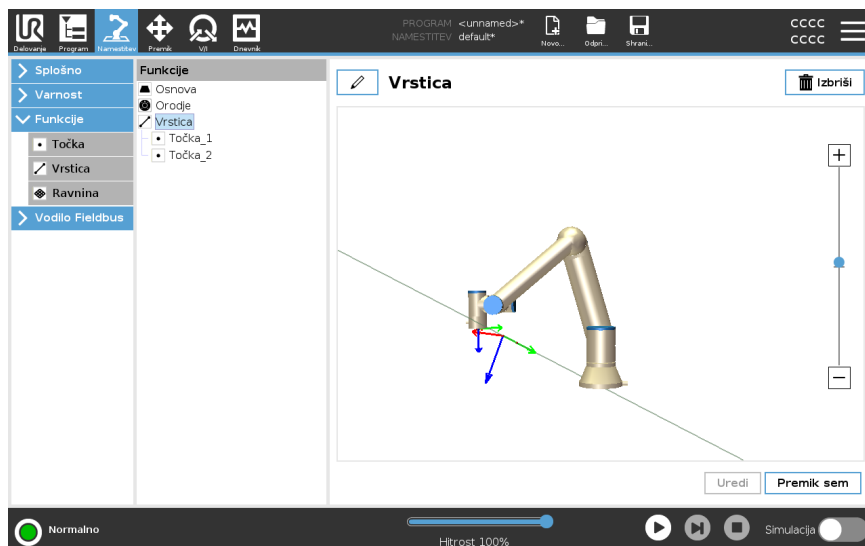 UR
PROGRAM <unnamed>*
NAMESTITEV default*
CCCC
CCCC
Delovanje Program Namestitev Premik V/I Dnevnik
Novo... Odpri... Shrani...
Splošno
Varnost
Funkcije
Točka
Vrstica
Ravnina
Vodilo Fieldbus
Funkcije
Osnova
Orodje
Vrstica
Točka_1
Točka_2
Vrstica
Izbriši
Uredi Premik sem
Normalno
Hitrost 100%
Simulacija